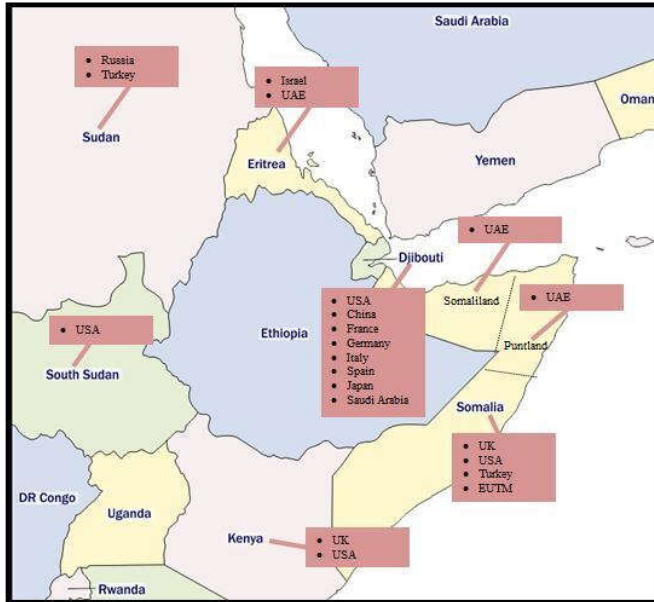 Saudi Arabia
• Russia
• Turkey
Sudan
• Israel
• UAE
Eritrea
Oman
Yemen
• UAE
Djibouti
Somaliland
• UAE
Puntland
• USA
• China
• France
• Germany
• Italy
• Spain
• Japan
• Saudi Arabia
Ethiopia
• USA
South Sudan
Somalia
• UK
• USA
• Turkey
• EUTM
DR Congo
Uganda
Kenya
• UK
• USA
Rwanda